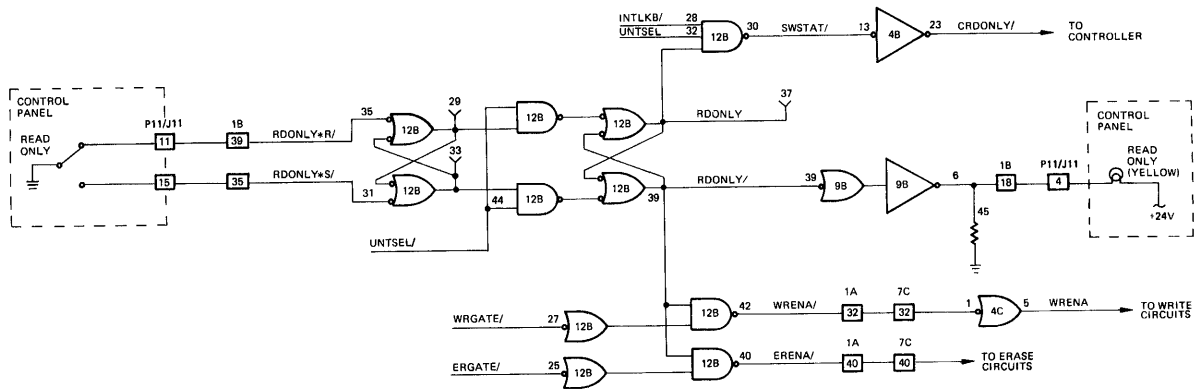 INTLKB/
28
UNTSEL
32
12B
30
SWSTAT/
13
4B
23
CRDONLY/
TO
CONTROLLER
CONTROL
PANEL
READ
ONLY
P11/J11
11
1B
39
RDONLY*R/
35
12B
29
33
15
35
RDONLY*S/
31
12B
12B
12B
RDONLY
37
44
12B
12B
39
RDONLY/
39
9B
9B
6
45
1B
18
P11/J11
4
CONTROL
PANEL
READ
ONLY
(YELLOW)
+24V
UNTSEL/
WRGATE/
27
12B
12B
42
WRENA/
1A
32
7C
32
1
4C
5
WRENA
TO WRITE
CIRCUITS
ERGATE/
25
12B
12B
40
ERENA/
1A
40
7C
40
TO ERASE
CIRCUITS